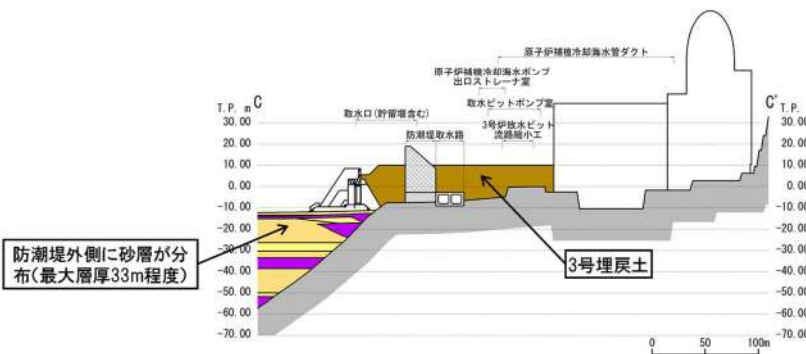 原子炉補機冷却海水管ダクト
原子炉補機冷却海水ポンプ
出口ストレーナ室
取水ピットポンプ室
取水口(貯留堰含む)
3号炉放水ピット
流路縮小工
防潮堤 取水路
T.P. m C
C' T.P. m
30.00
20.00
10.00
0.00
-10.00
-20.00
-30.00
-40.00
-50.00
-60.00
-70.00
30.00
20.00
10.00
0.00
-10.00
-20.00
-30.00
-40.00
-50.00
-60.00
-70.00
防潮堤外側に砂層が分
布(最大層厚33m程度)
3号埋戻土
0 50 100m